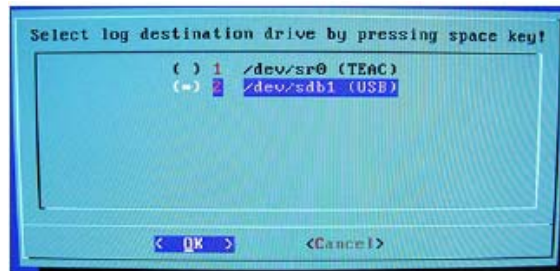 Select log destination drive by pressing space key!
( ) 1 /dev/sr0 (TEAC)
(=) 2 /dev/sdb1 (USB)
< OK > <Cancel>